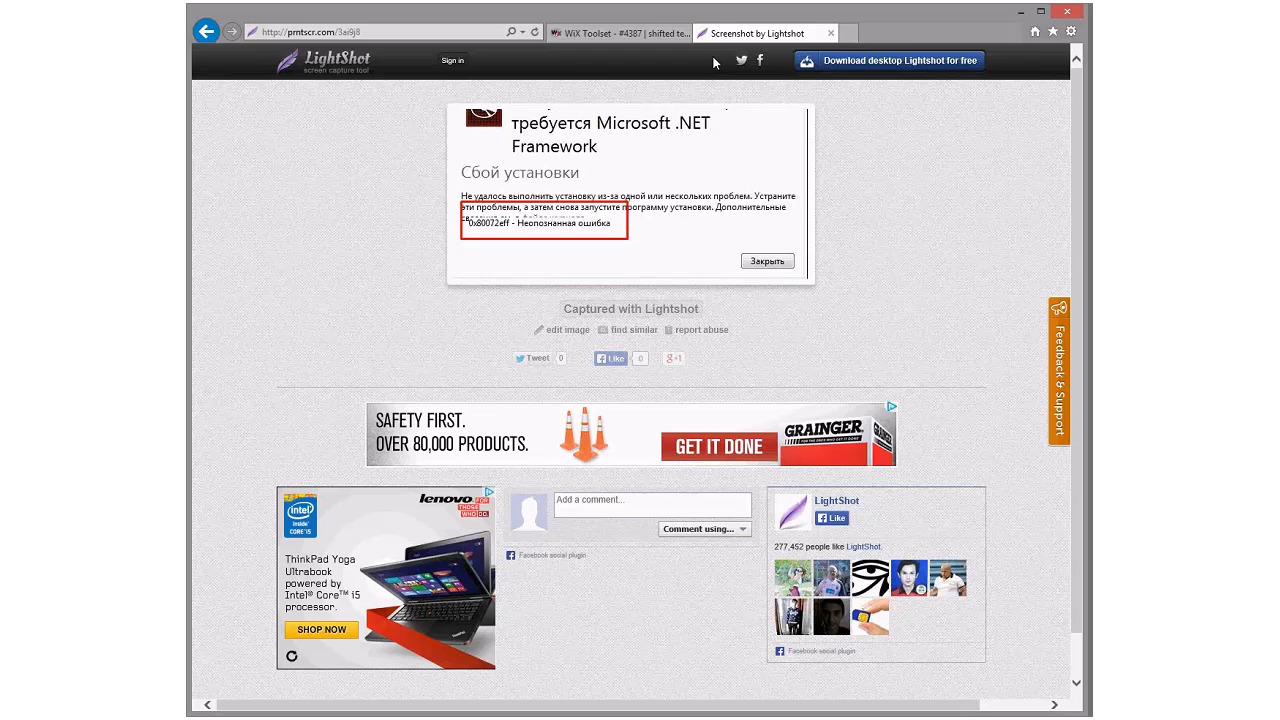 http://prntscr.com/3ai9j8
WiX Toolset - #4387 | shifted te...
Screenshot by Lightshot
LightShot
screen capture tool
Sign in
Download desktop Lightshot for free
требуется Microsoft .NET
Framework
Сбой установки
Не удалось выполнить установку из-за одной или нескольких проблем. Устраните
эти проблемы, а затем снова запустите программу установки. Дополнительные
0x80072eff - Неопознанная ошибка
Закрыть
Captured with Lightshot
edit image
find similar
report abuse
Tweet 0
Like 0
g+1
Feedback & Support
SAFETY FIRST.
OVER 80,000 PRODUCTS.
GET IT DONE
GRAINGER
intel
inside
CORE i5
lenovo
FOR
THOSE
WHO DO.
ThinkPad Yoga
Ultrabook
powered by
Intel® Core™ i5
processor.
SHOP NOW
Add a comment...
Comment using...
Facebook social plugin
LightShot
Like
277,452 people like LightShot.
Facebook social plugin